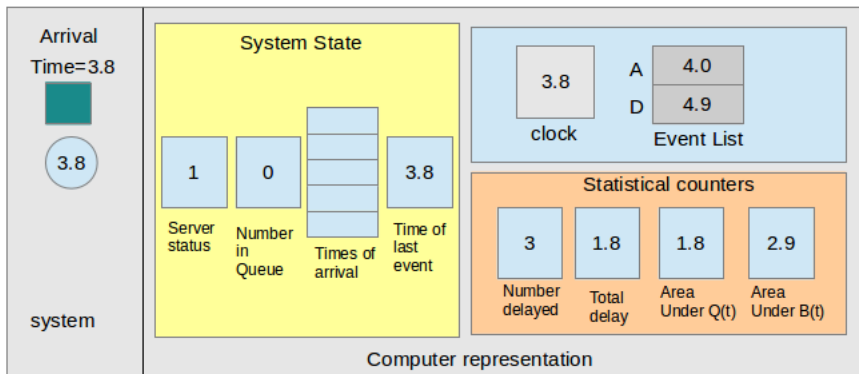 Arrival
Time=3.8
3.8
system
System State
1
0
3.8
Server
status
Number
in
Queue
Times of
arrival
Time of
last
event
3.8
clock
A
4.0
D
4.9
Event List
Statistical counters
3
1.8
1.8
2.9
Number
delayed
Total
delay
Area
Under Q(t)
Area
Under B(t)
Computer representation